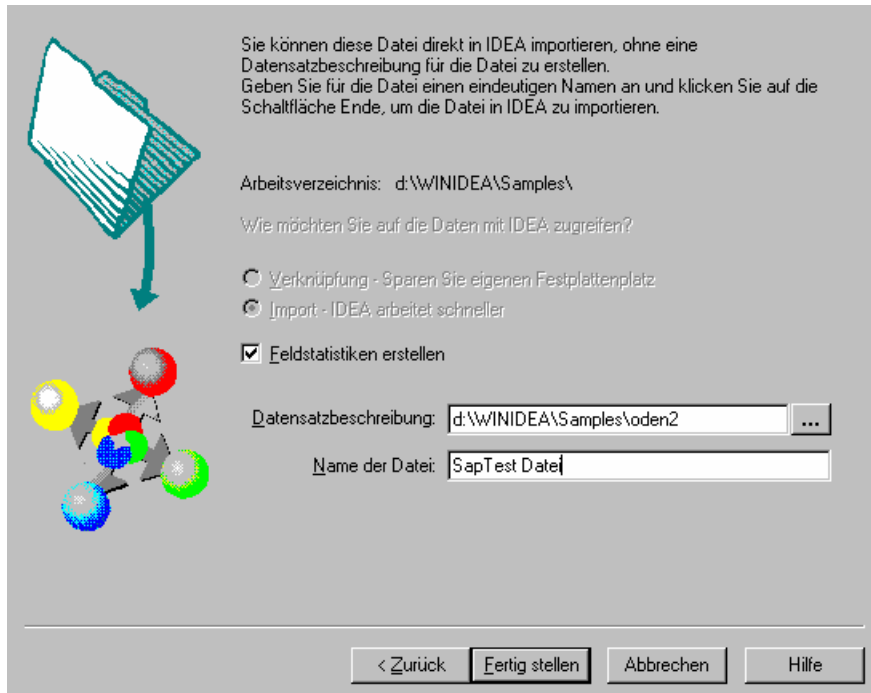 Sie können diese Datei direkt in IDEA importieren, ohne eine
Datensatzbeschreibung für die Datei zu erstellen.
Geben Sie für die Datei einen eindeutigen Namen an und klicken Sie auf die
Schaltfläche Ende, um die Datei in IDEA zu importieren.
Arbeitsverzeichnis: d:\WINIDEA\Samples\
Wie möchten Sie auf die Daten mit IDEA zugreifen?
Verknüpfung - Sparen Sie eigenen Festplattenplatz
Import - IDEA arbeitet schneller
Feldstatistiken erstellen
Datensatzbeschreibung: d:\WINIDEA\Samples\oden2 ...
Name der Datei: SapTest Datei
< Zurück Fertig stellen Abbrechen Hilfe